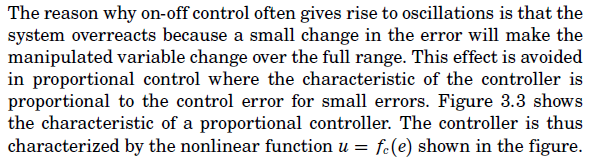 The reason why on-off control often gives rise to oscillations is that the
system overreacts because a small change in the error will make the
manipulated variable change over the full range. This effect is avoided
in proportional control where the characteristic of the controller is
proportional to the control error for small errors. Figure 3.3 shows
the characteristic of a proportional controller. The controller is thus
characterized by the nonlinear function u = fc(e) shown in the figure.